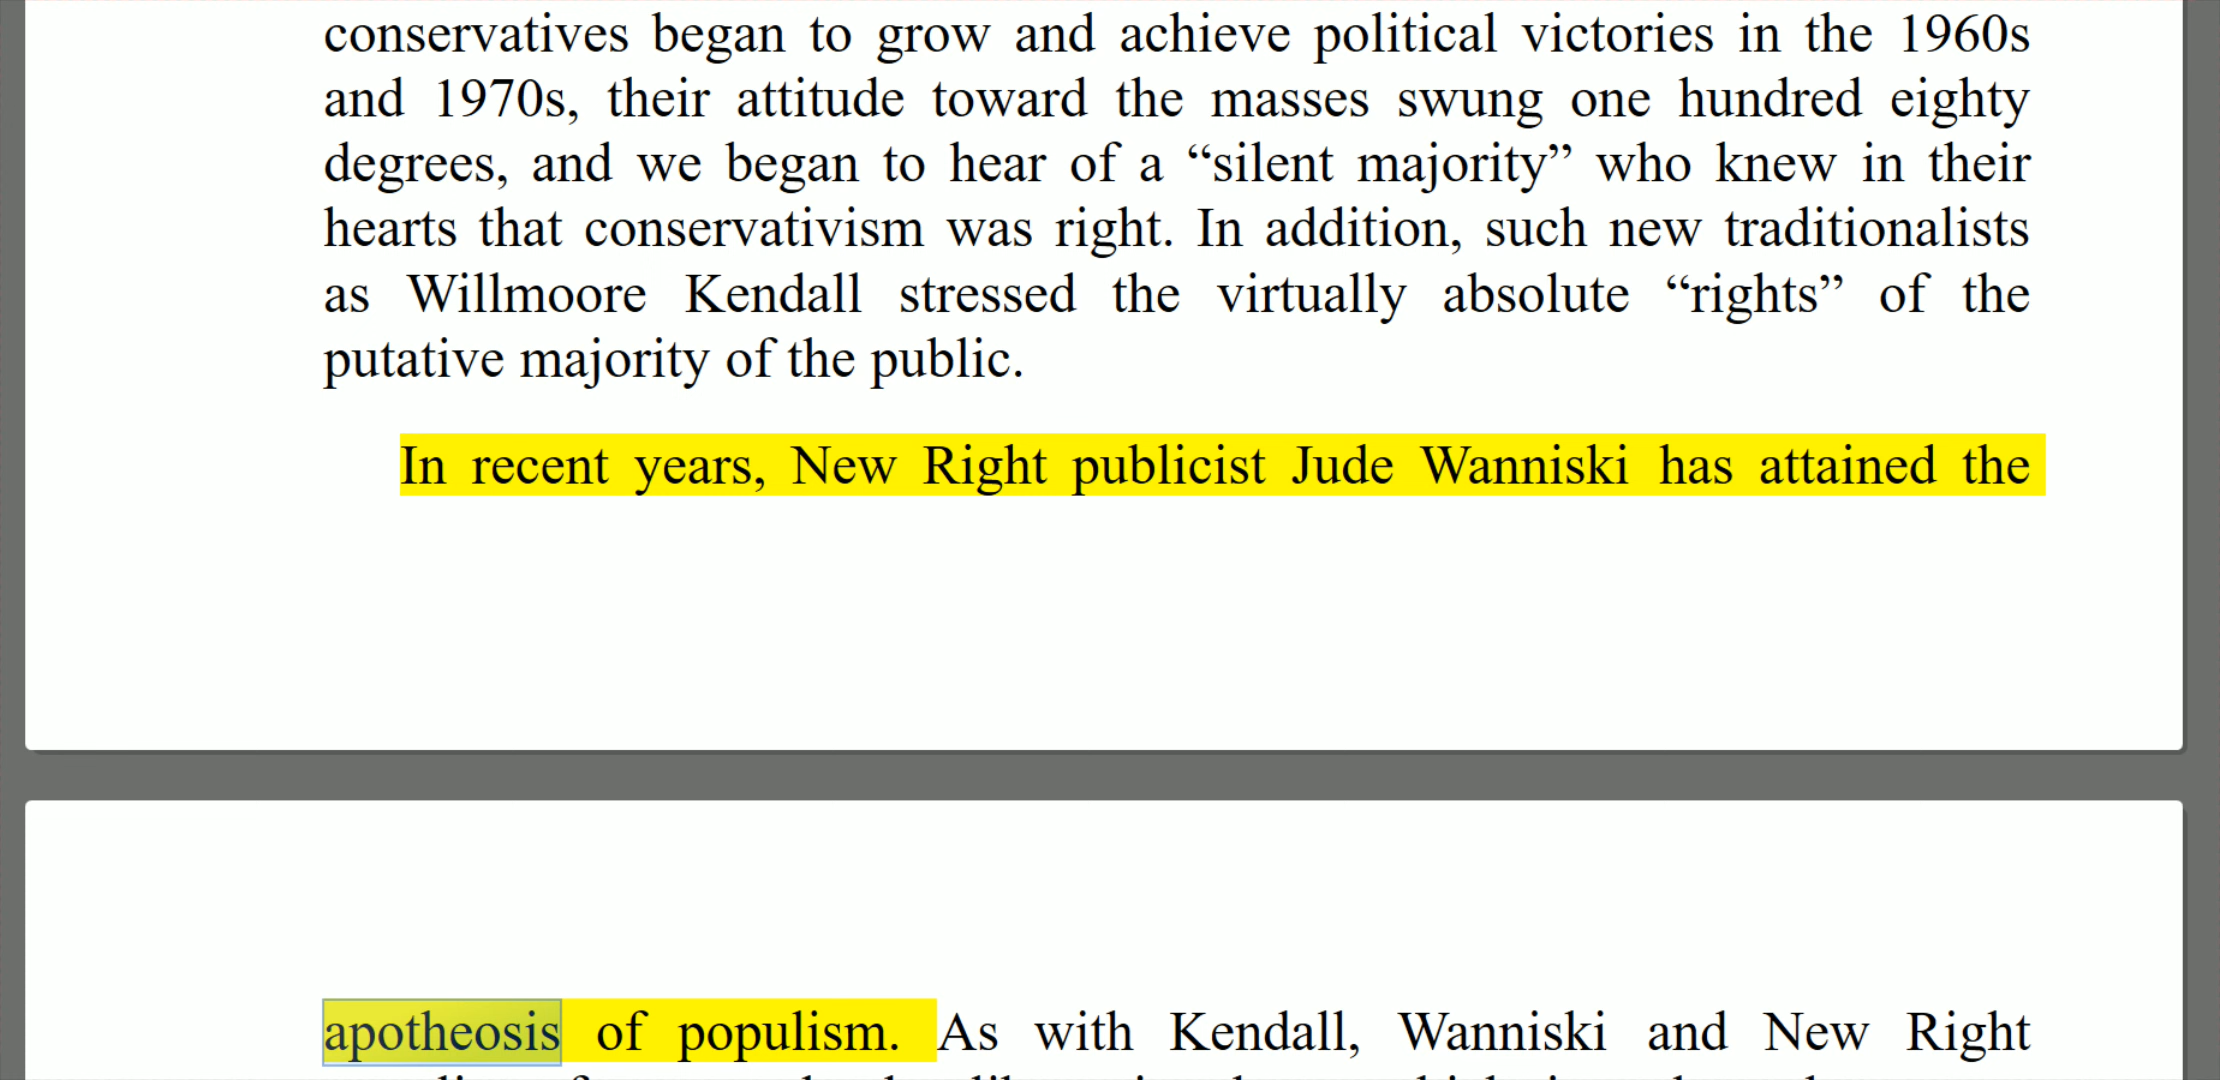 conservatives began to grow and achieve political victories in the 1960s
and 1970s, their attitude toward the masses swung one hundred eighty
degrees, and we began to hear of a “silent majority” who knew in their
hearts that conservativism was right. In addition, such new traditionalists
as Willmoore Kendall stressed the virtually absolute “rights” of the
putative majority of the public.
In recent years, New Right publicist Jude Wanniski has attained the
apotheosis of populism. As with Kendall, Wanniski and New Right